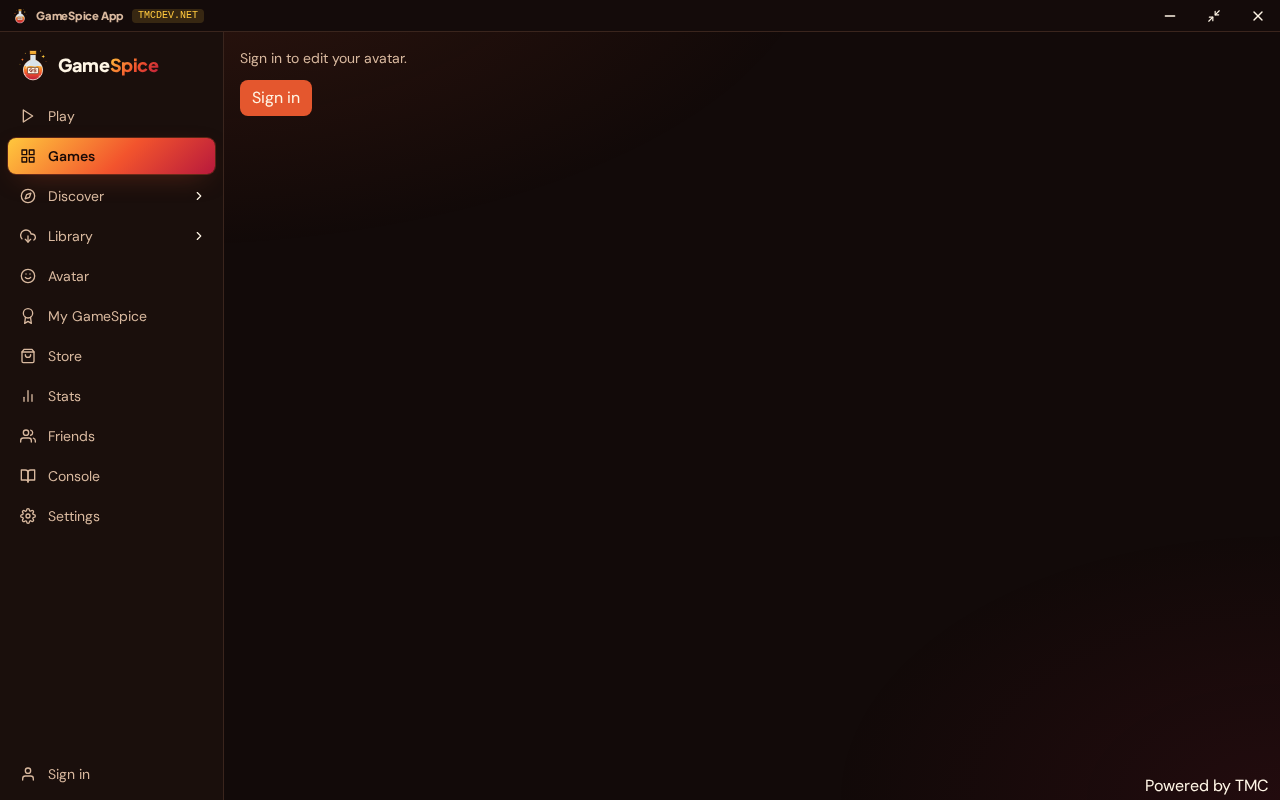 GameSpice App TMCDEV.NET
GameSpice
Play
Games
Discover
Library
Avatar
My GameSpice
Store
Stats
Friends
Console
Settings
Sign in
Sign in to edit your avatar.
Sign in
Powered by TMC